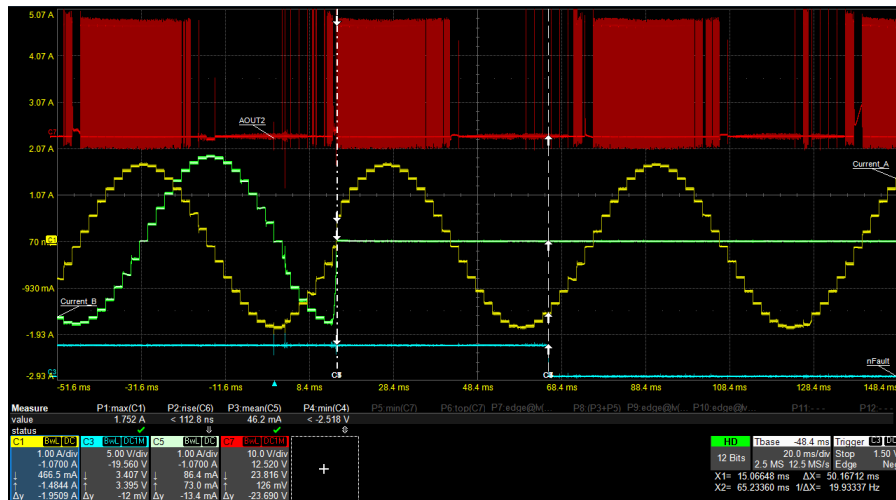 5.07 A
4.07 A
3.07 A
C7
AOUT2
2.07 A
Current_A
1.07 A
C1
70 m
-930 mA
Current_B
-1.93 A
nFault
-2.93 A
-51.6 ms -31.6 ms -11.6 ms 8.4 ms 28.4 ms 48.4 ms 68.4 ms 88.4 ms 108.4 ms 128.4 ms 148.4 ms
Measure P1:max(C1) P2:rise(C6) P3:mean(C5) P4:min(C4) P5:min(C7) P6:top(C7) P7:edge@M(... P8 (P3+P5) P9:edge@M(... P10:edge@M(... P11:- - - P12:- -
value 1.752 A < 112.8 ns 46.2 mA < -2.518 V
status
C1 BwL DC C3 BwL DC1M C5 BwL DC C7 BwL DC1M
1.00 A/div 5.00 V/div 1.00 A/div 10.0 V/div
-1.0700 A -19.560 V -1.0700 A 12.520 V
↓ 466.5 mA ↓ 3.407 V ↓ 86.4 mA ↓ 23.816 V
↑ -1.4844 A ↑ 3.395 V ↑ 73.0 mA ↑ 126 mV
Δy -1.9509 A Δy -12 mV Δy -13.4 mA Δy -23.690 V
HD Tbase -48.4 ms Trigger C3
12 Bits 20.0 ms/div Stop 1.50
2.5 MS 12.5 MS/s Edge Neg
X1= 15.06648 ms ΔX= 50.16712 ms
X2= 65.23360 ms 1/ΔX= 19.93337 Hz